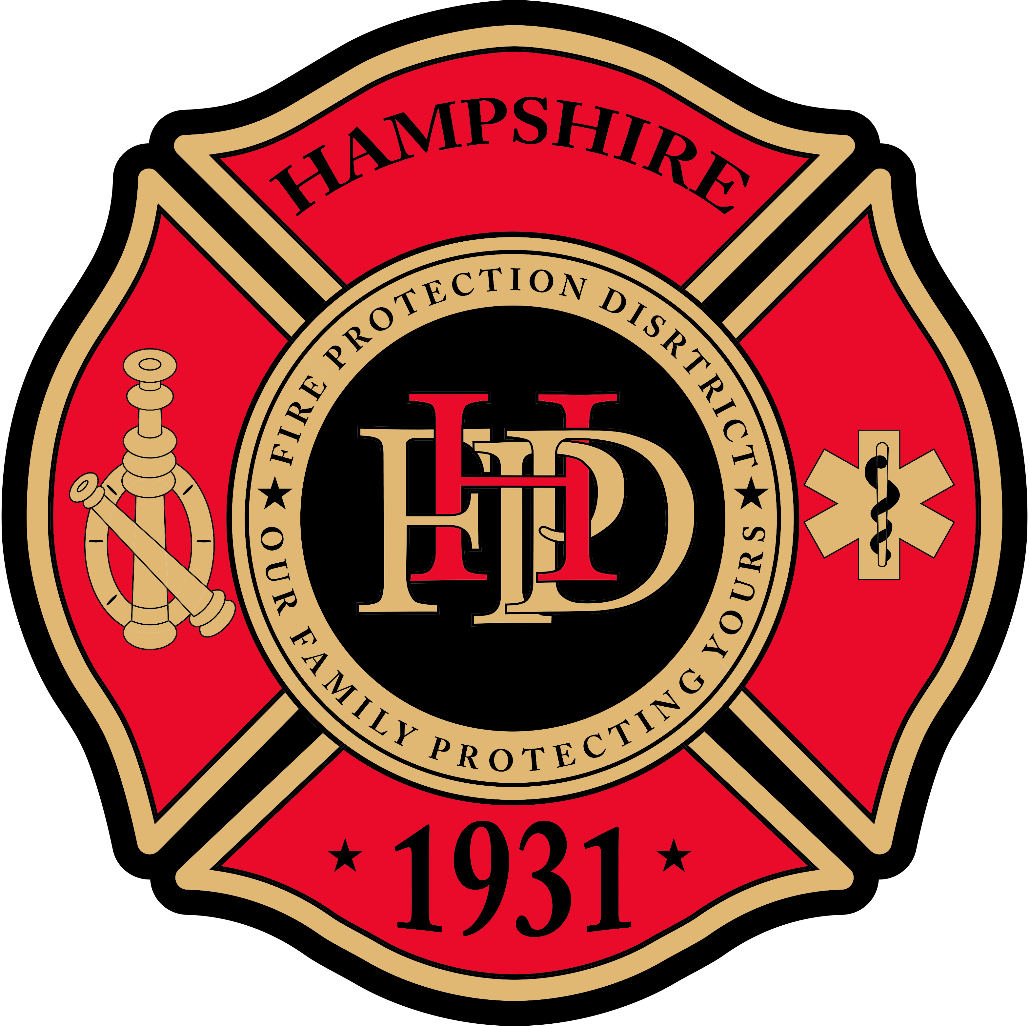 HAMPSHIRE
FIRE PROTECTION DISRTRICT
HFPD
OUR FAMILY PROTECTING YOURS
1931